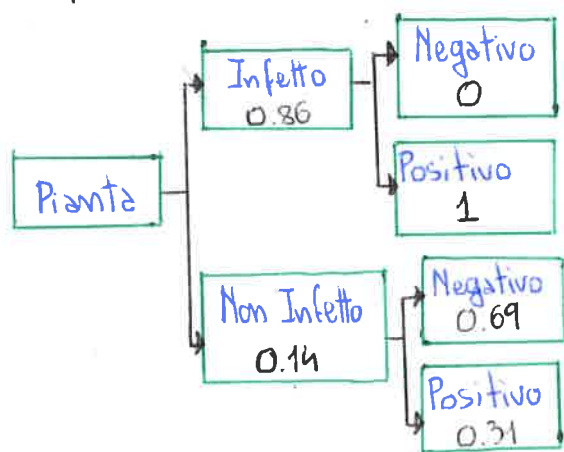 Negativo
0
Infetto
0.86
Positivo
1
Pianta
Non Infetto
0.14
Negativo
0.69
Positivo
0.31